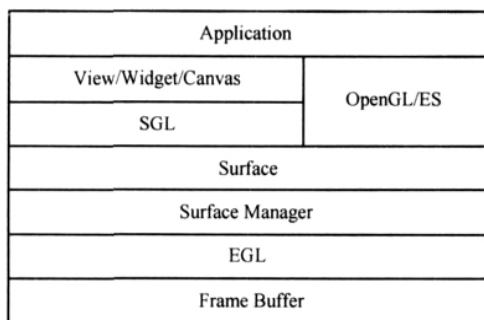 Application
View/Widget/Canvas
OpenGL/ES
SGL
Surface
Surface Manager
EGL
Frame Buffer